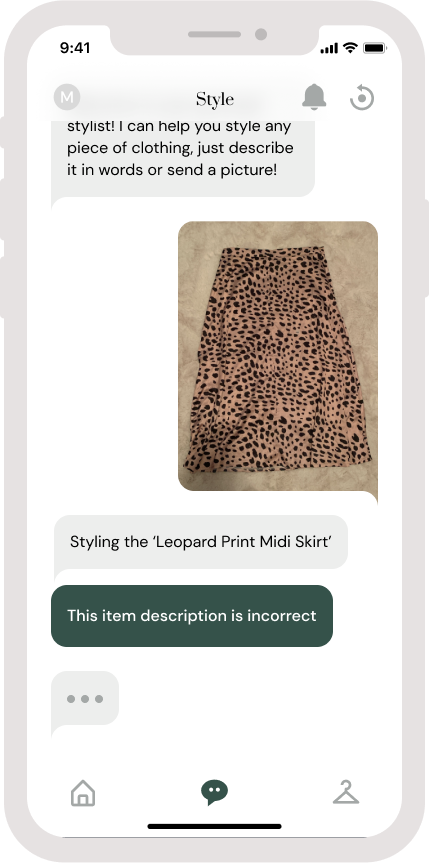 9:41
M
Style
stylist! I can help you style any
piece of clothing, just describe
it in words or send a picture!
Styling the ‘Leopard Print Midi Skirt’
This item description is incorrect